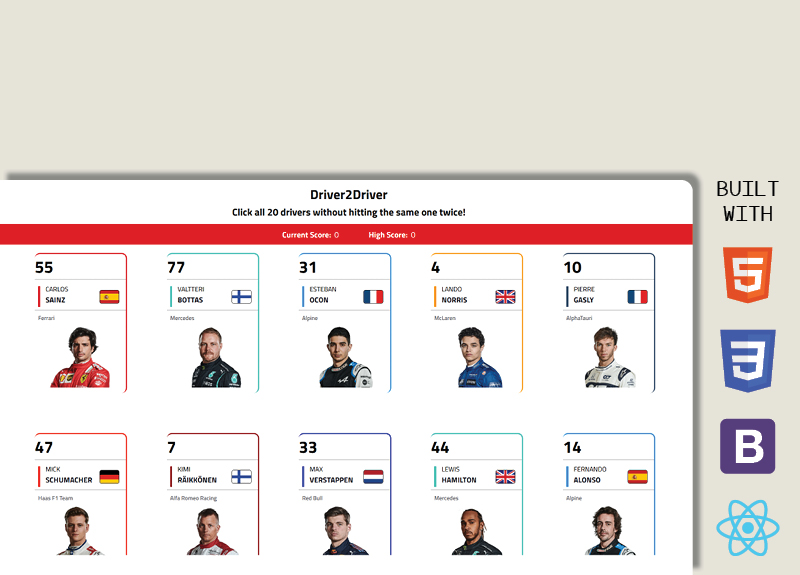 Driver2Driver
Click all 20 drivers without hitting the same one twice!
Current Score: 0 High Score: 0
BUILT
WITH
55
CARLOS
SAINZ
Ferrari
77
VALTTERI
BOTTAS
Mercedes
31
ESTEBAN
OCON
Alpine
4
LANDO
NORRIS
McLaren
10
PIERRE
GASLY
AlphaTauri
47
MICK
SCHUMACHER
Haas F1 Team
7
KIMI
RÄIKKÖNEN
Alfa Romeo Racing
33
MAX
VERSTAPPEN
Red Bull
44
LEWIS
HAMILTON
Mercedes
14
FERNANDO
ALONSO
Alpine
5
3
B